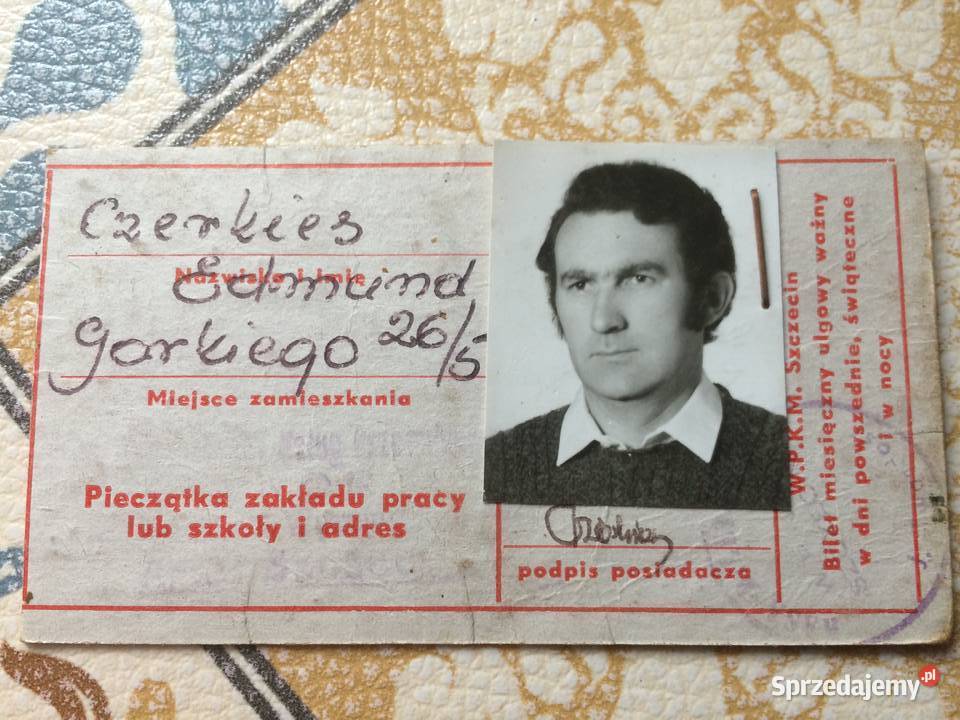 Czerkies
Nazwisko i imię
Edmund
Gorkiego 26/5
Miejsce zamieszkania
Pieczątka zakładu pracy
lub szkoły i adres
podpis posiadacza
W.P.K.M. Szczecin
Bilet miesięczny ulgowy ważny
w dni powszednie, świąteczne
i w nocy
Sprzedajemy.pl